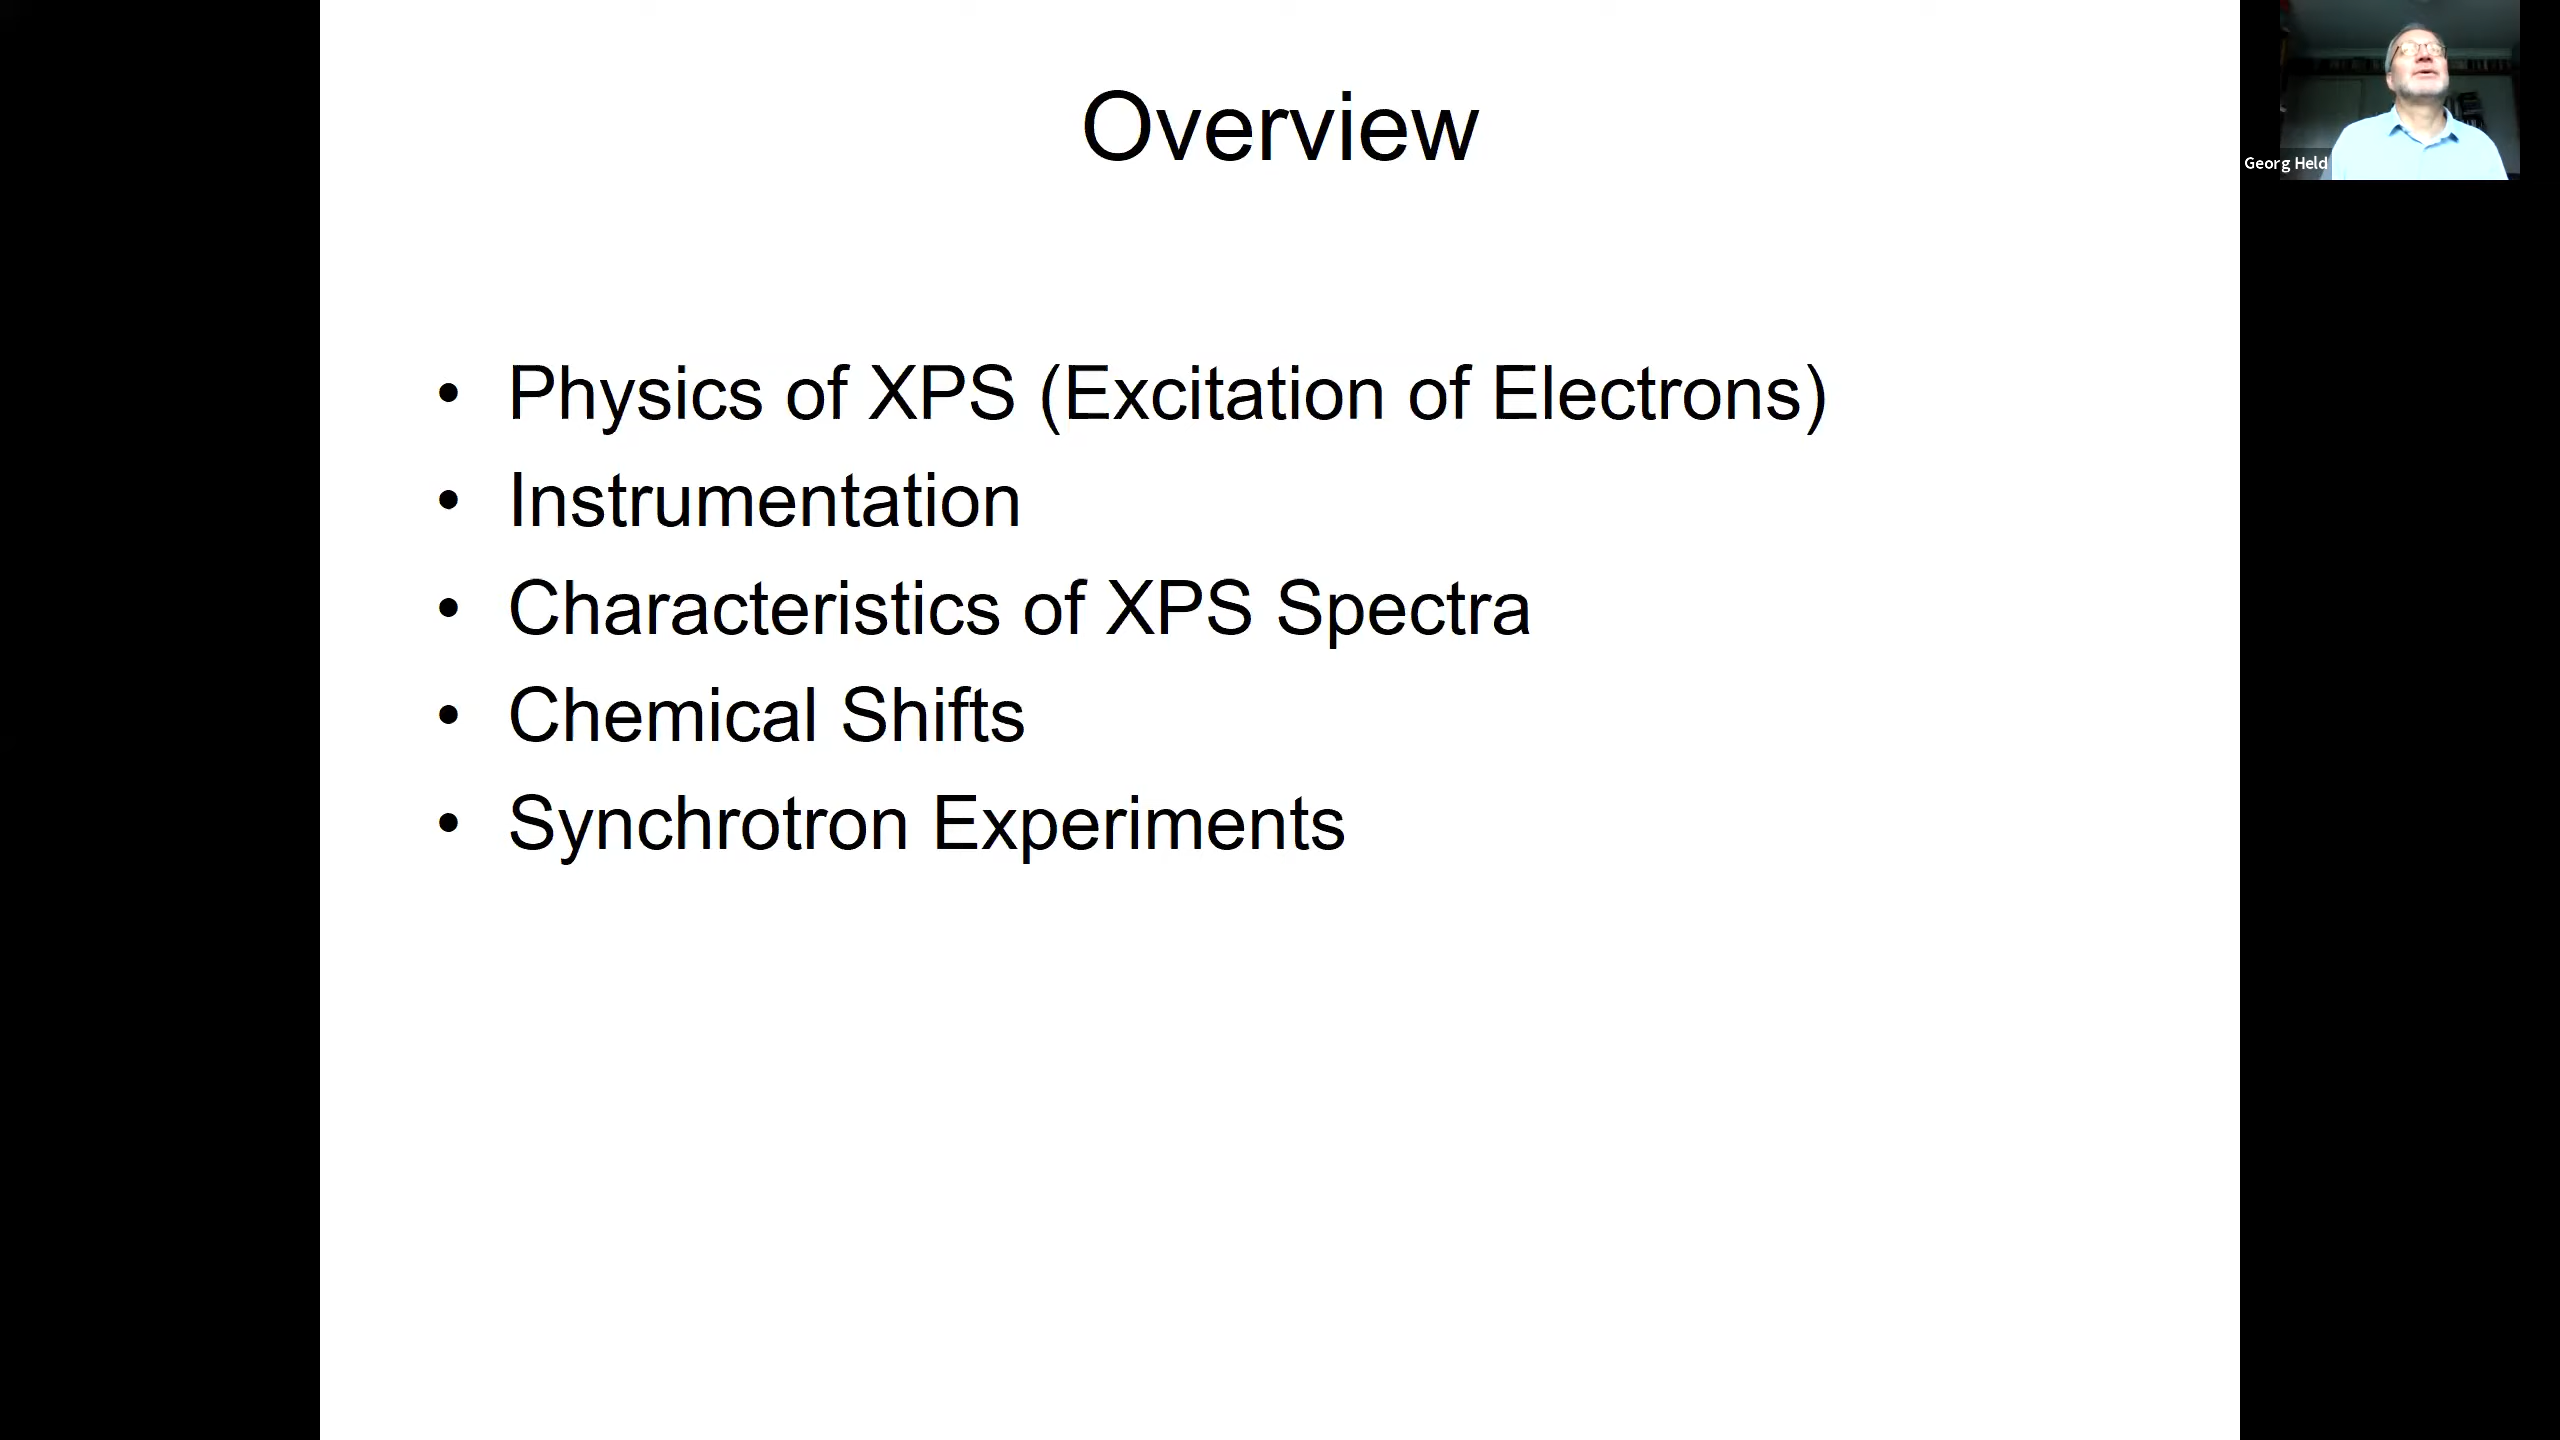 Overview
Georg Held
• Physics of XPS (Excitation of Electrons)
• Instrumentation
• Characteristics of XPS Spectra
• Chemical Shifts
• Synchrotron Experiments